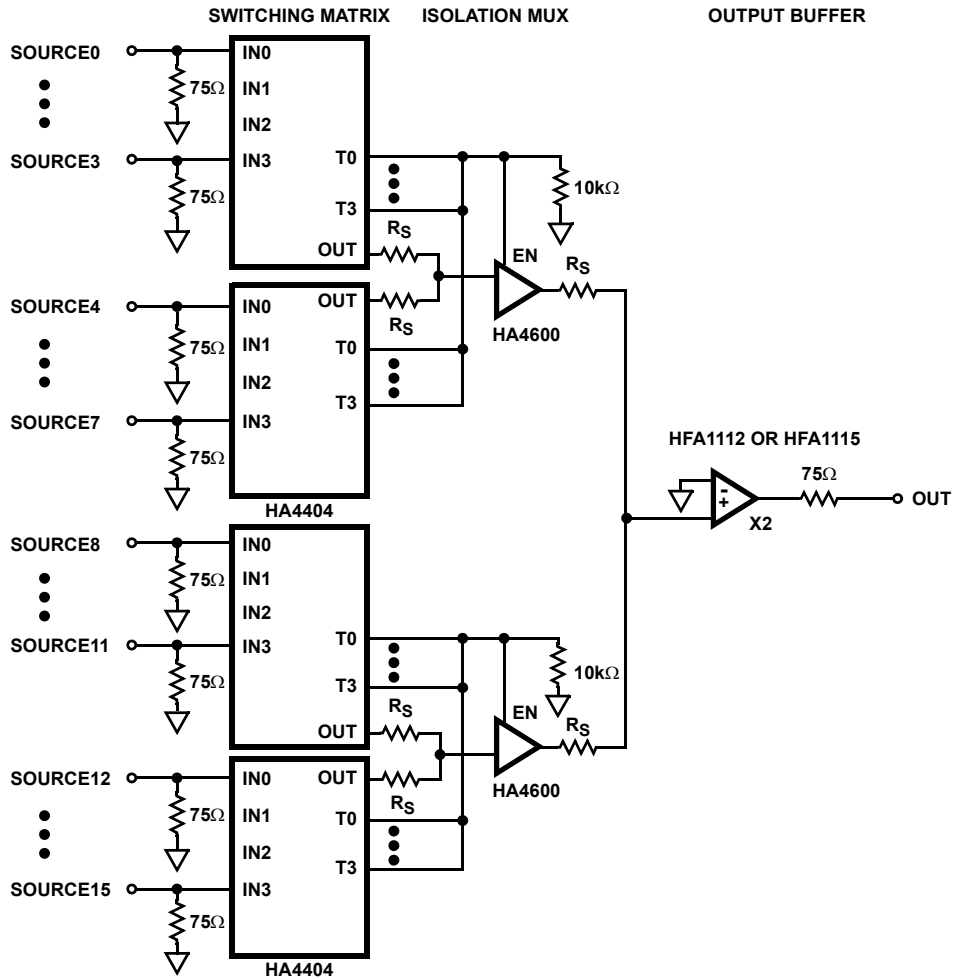 SWITCHING MATRIX ISOLATION MUX OUTPUT BUFFER
SOURCE0
75Ω
IN0
IN1
IN2
SOURCE3
75Ω
IN3
T0
T3
OUT
RS
10kΩ
EN
RS
HA4600
SOURCE4
75Ω
IN0
IN1
IN2
SOURCE7
75Ω
IN3
OUT
RS
T0
T3
HA4404
HFA1112 OR HFA1115
-
+
X2
75Ω
OUT
SOURCE8
75Ω
IN0
IN1
IN2
SOURCE11
75Ω
IN3
T0
T3
OUT
RS
10kΩ
EN
RS
HA4600
SOURCE12
75Ω
IN0
IN1
IN2
SOURCE15
75Ω
IN3
OUT
RS
T0
T3
HA4404